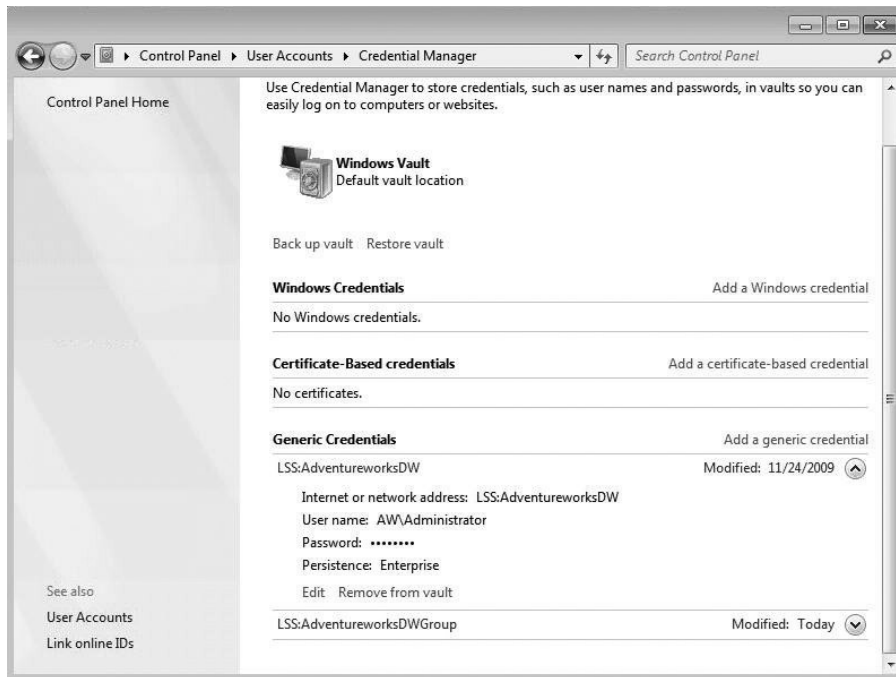 Control Panel ▸ User Accounts ▸ Credential Manager
Search Control Panel
Control Panel Home
Use Credential Manager to store credentials, such as user names and passwords, in vaults so you can
easily log on to computers or websites.
Windows Vault
Default vault location
Back up vault Restore vault
Windows Credentials Add a Windows credential
No Windows credentials.
Certificate-Based credentials Add a certificate-based credential
No certificates.
Generic Credentials Add a generic credential
LSS:AdventureworksDW Modified: 11/24/2009
Internet or network address: LSS:AdventureworksDW
User name: AW\Administrator
Password: ••••••••
Persistence: Enterprise
Edit Remove from vault
LSS:AdventureworksDWGroup Modified: Today
See also
User Accounts
Link online IDs